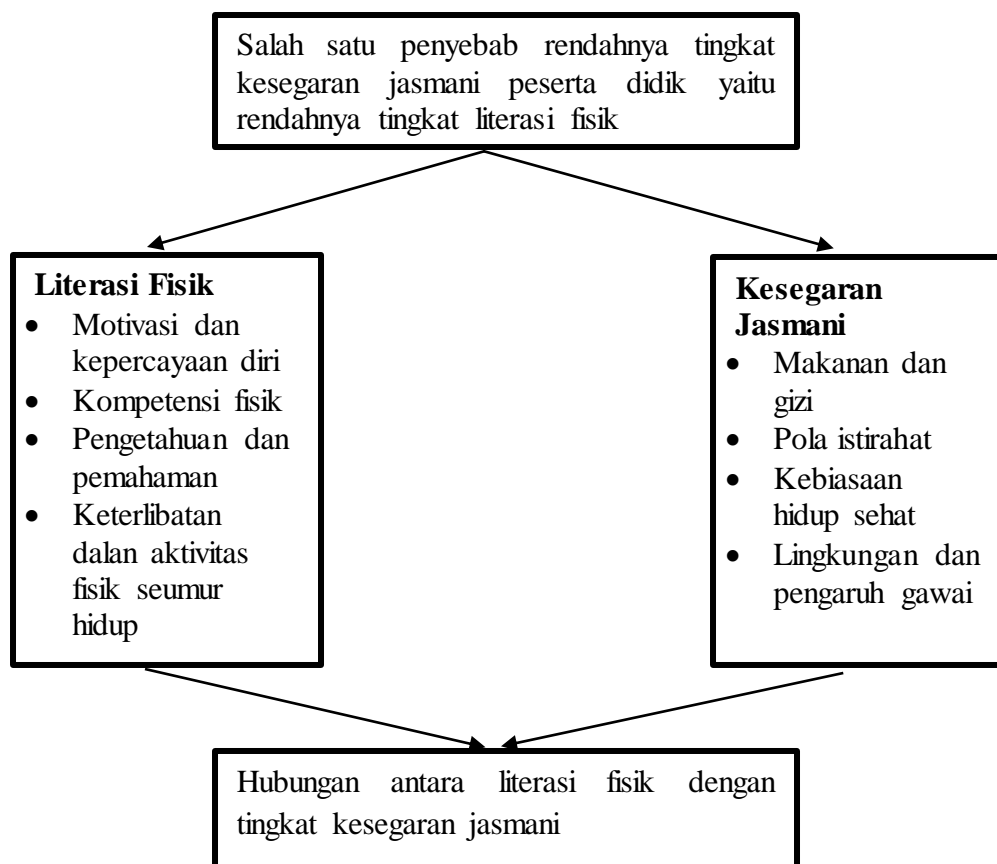 Salah satu penyebab rendahnya tingkat
kesegaran jasmani peserta didik yaitu
rendahnya tingkat literasi fisik
Literasi Fisik
• Motivasi dan
kepercayaan diri
• Kompetensi fisik
• Pengetahuan dan
pemahaman
• Keterlibatan
dalan aktivitas
fisik seumur
hidup
Kesegaran
Jasmani
• Makanan dan
gizi
• Pola istirahat
• Kebiasaan
hidup sehat
• Lingkungan dan
pengaruh gawai
Hubungan antara literasi fisik dengan
tingkat kesegaran jasmani